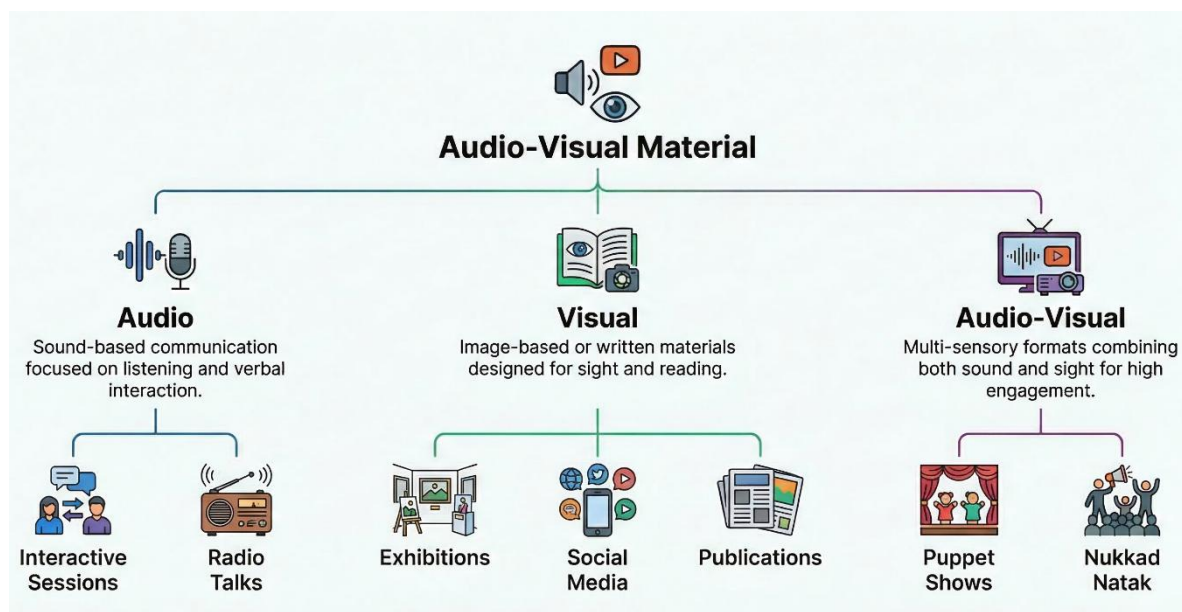 Audio-Visual Material
Audio
Sound-based communication
focused on listening and verbal
interaction.
Visual
Image-based or written materials
designed for sight and reading.
Audio-Visual
Multi-sensory formats combining
both sound and sight for high
engagement.
Interactive
Sessions
Radio
Talks
Exhibitions
Social
Media
Publications
Puppet
Shows
Nukkad
Natak